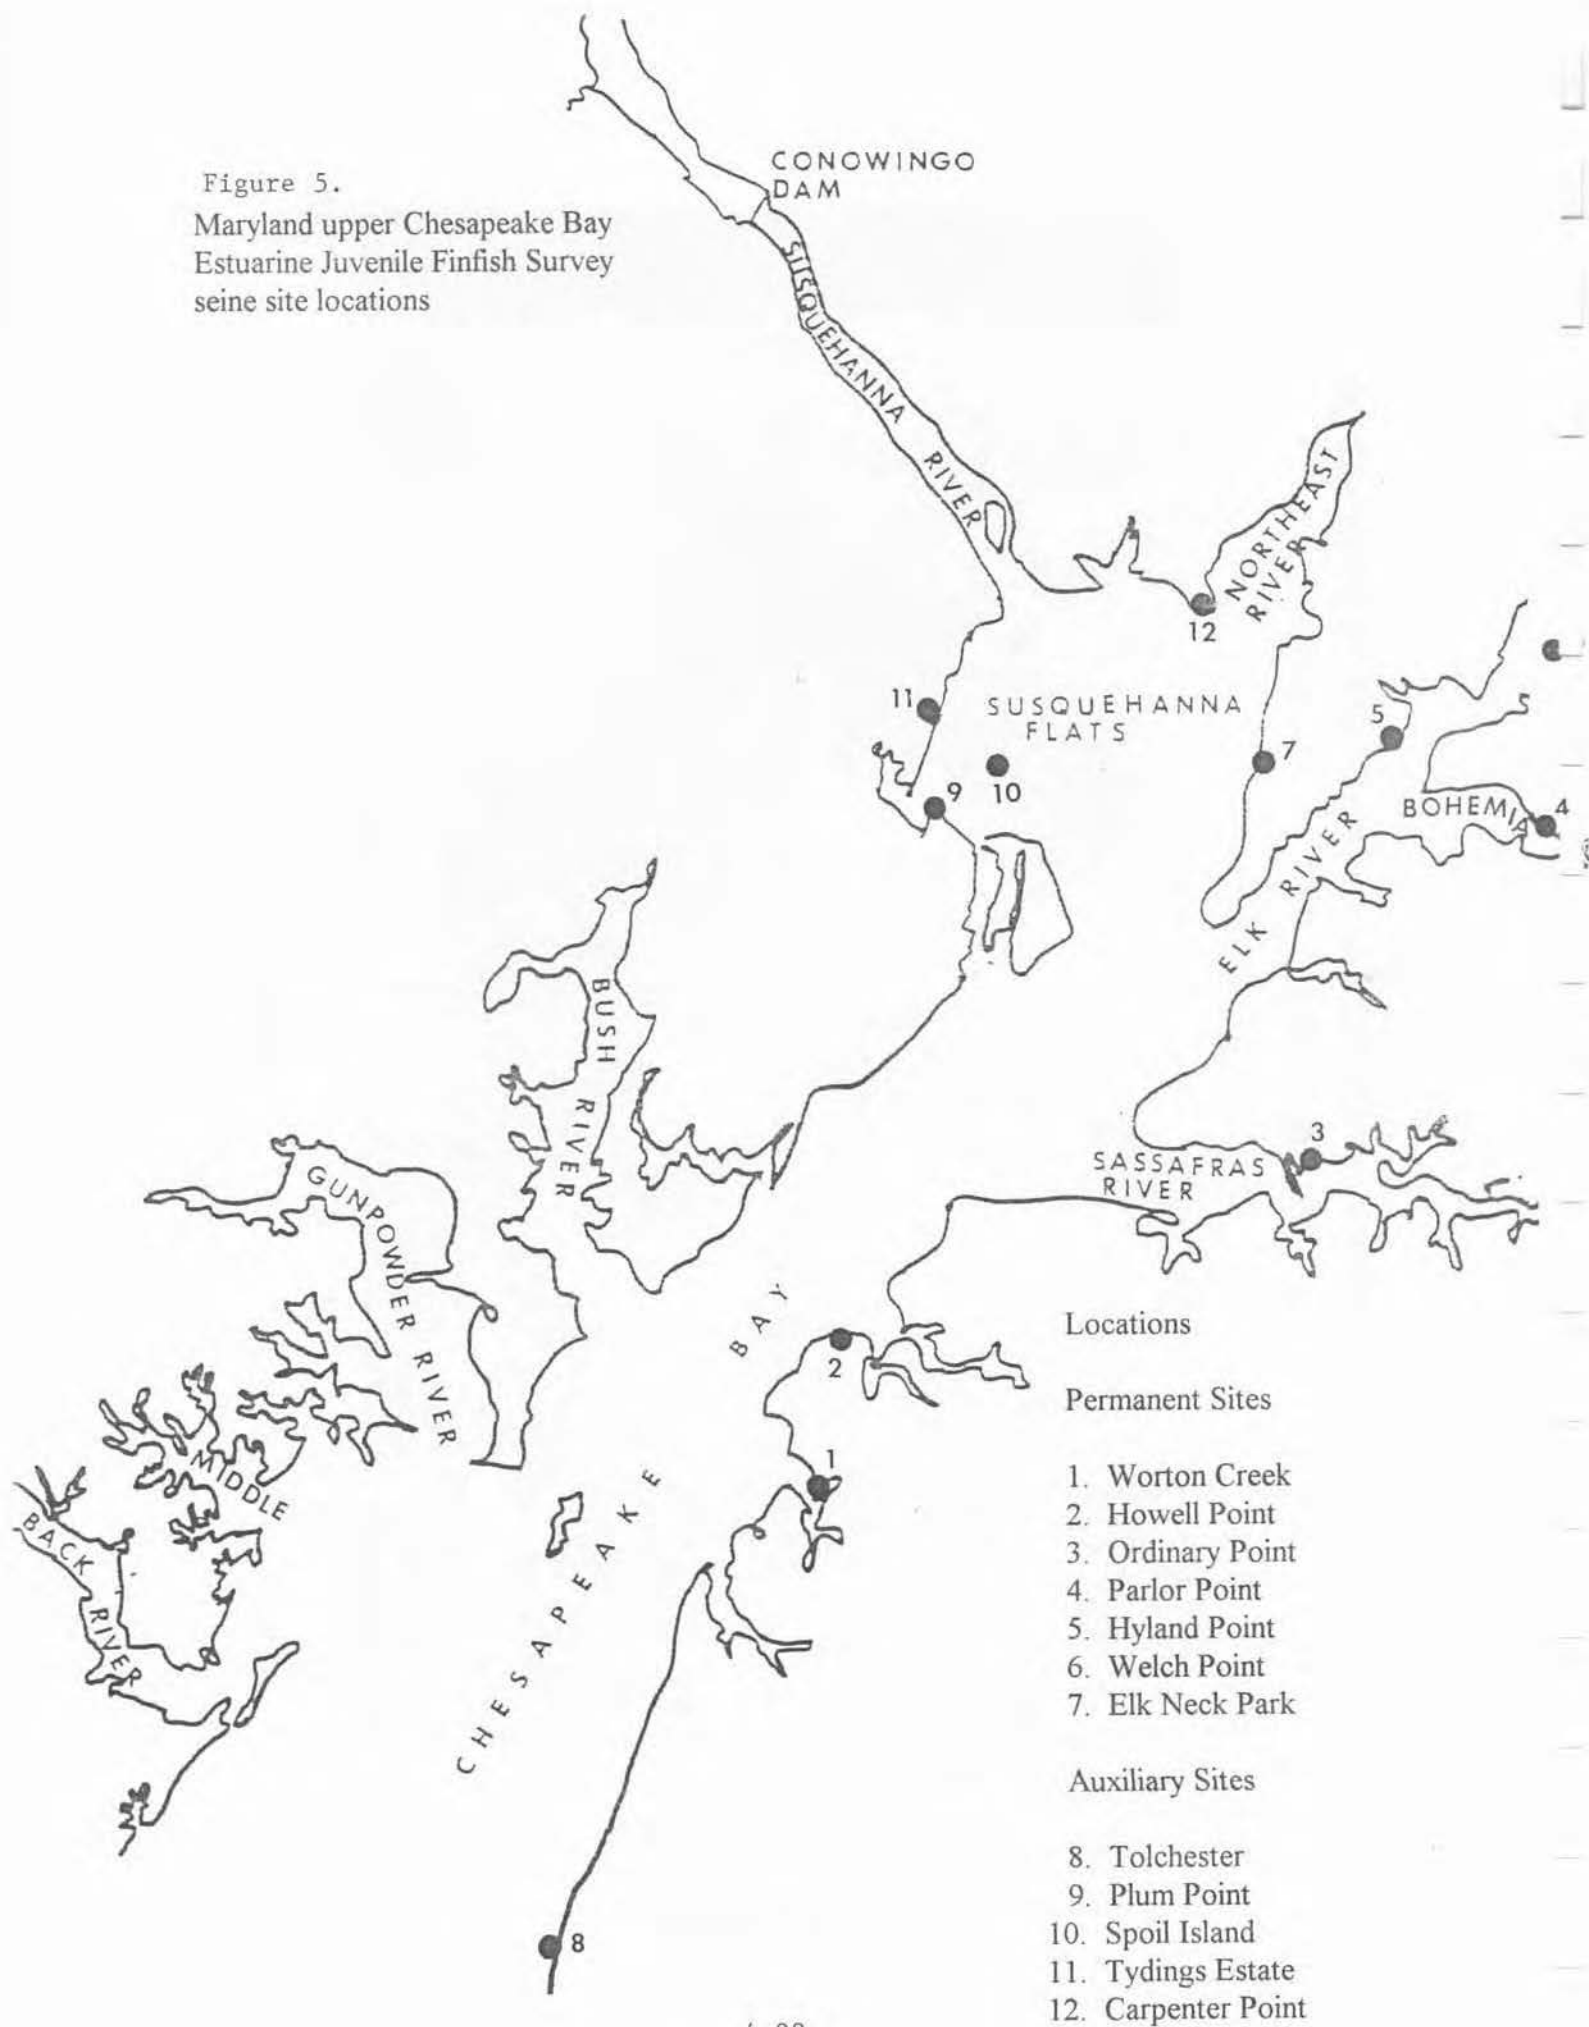 Figure 5.
Maryland upper Chesapeake Bay
Estuarine Juvenile Finfish Survey
seine site locations
CONOWINGO
DAM
SUSQUEHANNA RIVER
NORTHEAST
RIVER
12
11
SUSQUEHANNA
FLATS
5
7
9
10
BOHEMIA
4
ELK RIVER
BUSH RIVER
3
SASSAFRAS
RIVER
GUNPOWDER RIVER
2
1
MIDDLE
BACK RIVER
CHESAPEAKE BAY
8
Locations
Permanent Sites
1. Worton Creek
2. Howell Point
3. Ordinary Point
4. Parlor Point
5. Hyland Point
6. Welch Point
7. Elk Neck Park
Auxiliary Sites
8. Tolchester
9. Plum Point
10. Spoil Island
11. Tydings Estate
12. Carpenter Point